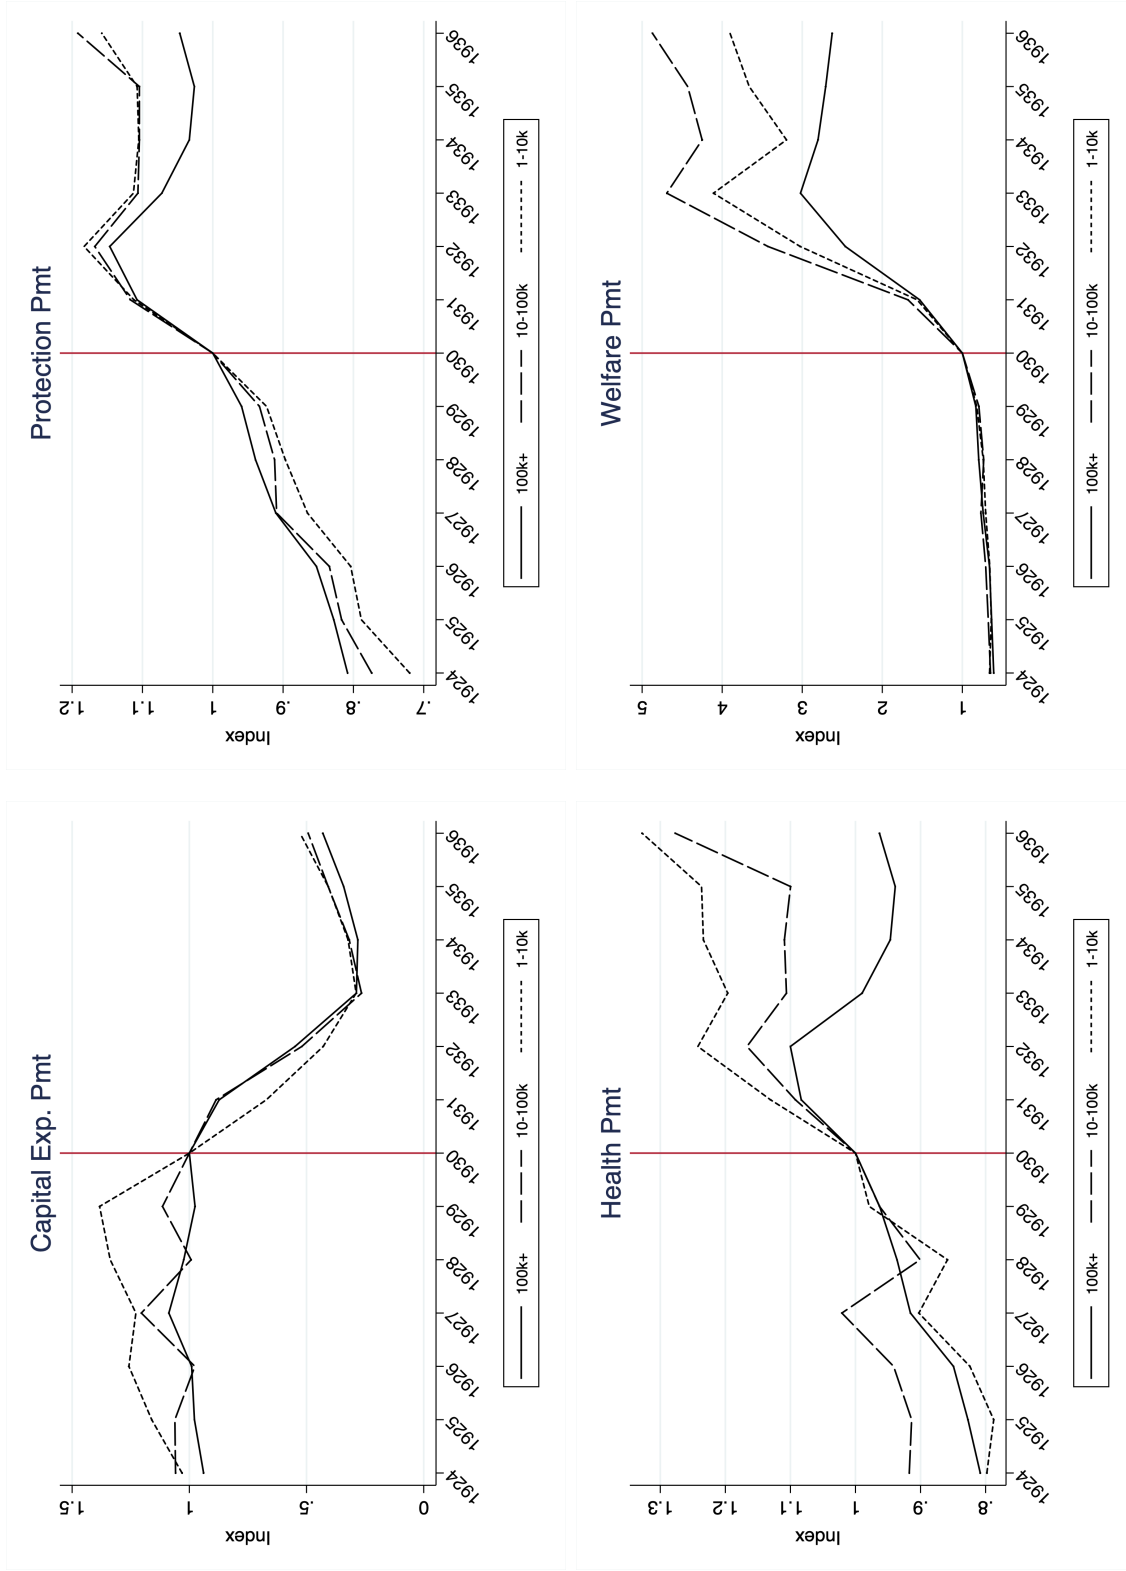 Capital Exp. Pmt
Index
1.5
1
.5
0
1924 1925 1926 1927 1928 1929 1930 1931 1932 1933 1934 1935 1936
100k+ 10-100k 1-10k
Protection Pmt
Index
1.2
1.1
1
.9
.8
.7
1924 1925 1926 1927 1928 1929 1930 1931 1932 1933 1934 1935 1936
100k+ 10-100k 1-10k
Health Pmt
Index
1.3
1.2
1.1
1
.9
.8
1924 1925 1926 1927 1928 1929 1930 1931 1932 1933 1934 1935 1936
100k+ 10-100k 1-10k
Welfare Pmt
Index
5
4
3
2
1
1924 1925 1926 1927 1928 1929 1930 1931 1932 1933 1934 1935 1936
100k+ 10-100k 1-10k